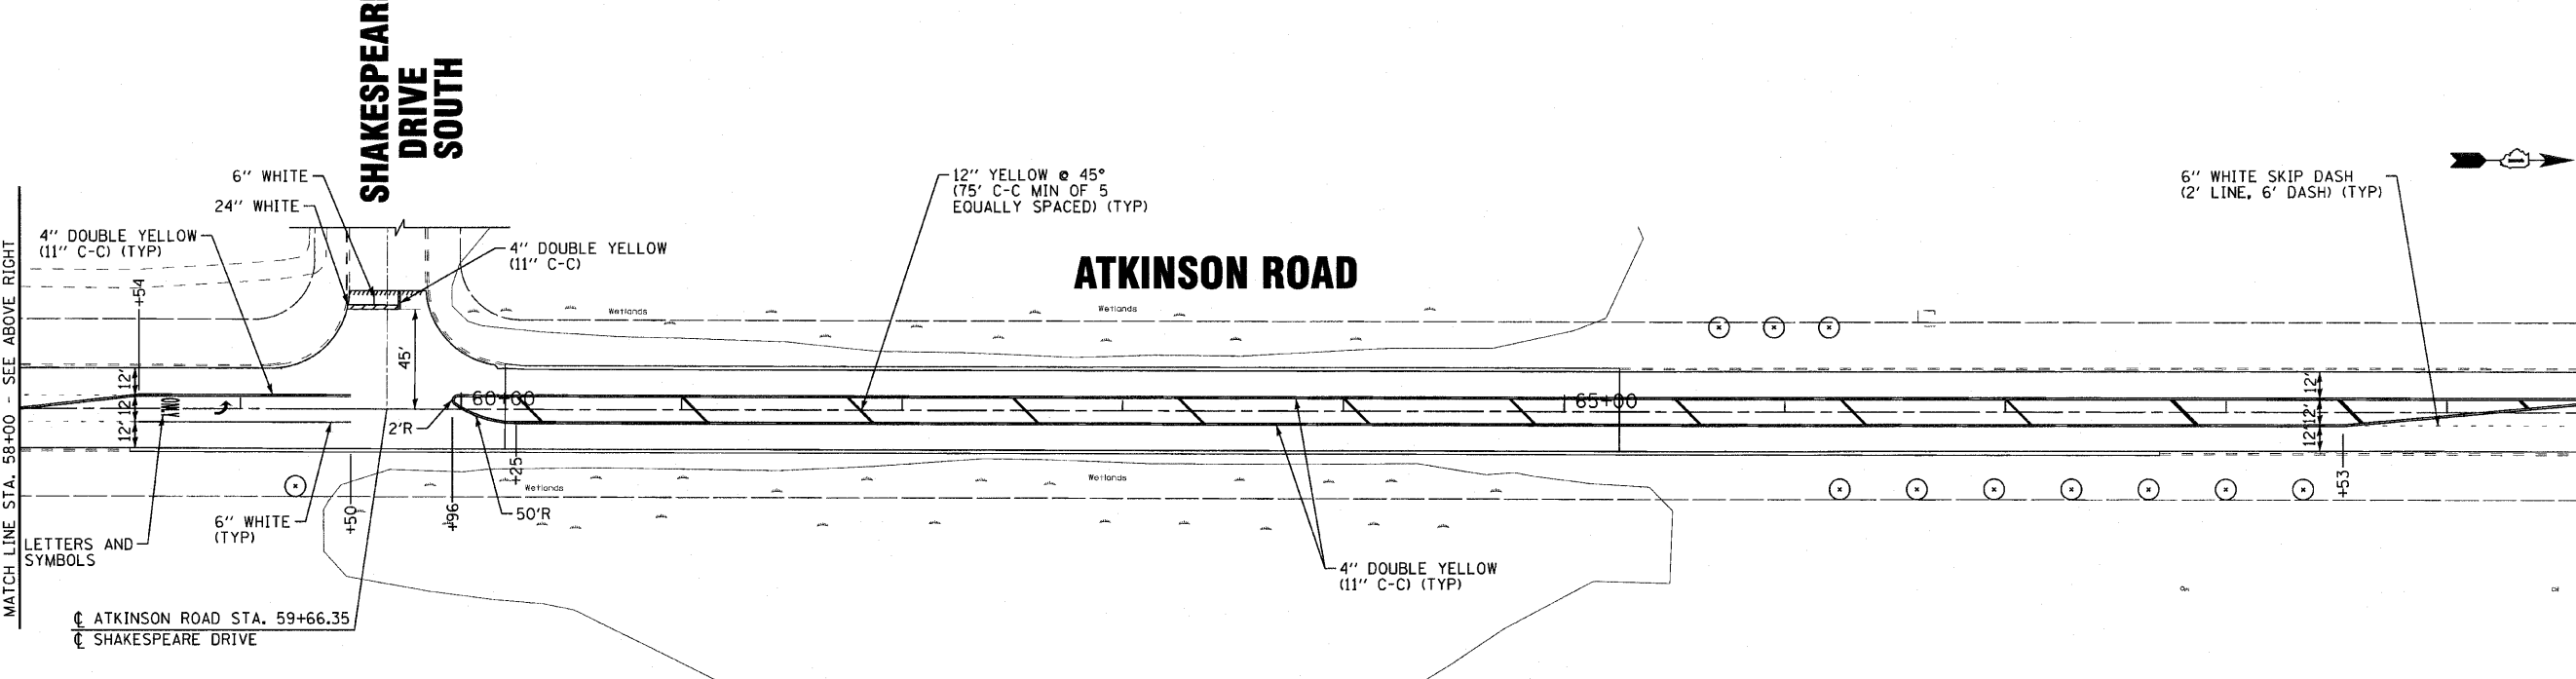 SHAKESPEARE
DRIVE
SOUTH
6" WHITE
24" WHITE
4" DOUBLE YELLOW
(11" C-C) (TYP)
4" DOUBLE YELLOW
(11" C-C)
12" YELLOW @ 45°
(75' C-C MIN OF 5
EQUALLY SPACED) (TYP)
6" WHITE SKIP DASH
(2' LINE, 6' DASH) (TYP)
ATKINSON ROAD
MATCH LINE STA. 58+00 - SEE ABOVE RIGHT
+54
Wetlands
Wetlands
45'
12'
12'
12'
ONLY
60+00
65+00
12'
12'
12'
2'R
+25
+50
+96
50'R
Wetlands
Wetlands
+53
6" WHITE
(TYP)
LETTERS AND
SYMBOLS
4" DOUBLE YELLOW
(11" C-C) (TYP)
℄ ATKINSON ROAD STA. 59+66.35
℄ SHAKESPEARE DRIVE